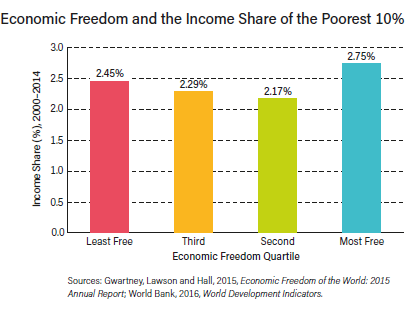 Economic Freedom and the Income Share of the Poorest 10%
Income Share (%), 2000–2014
3.0
2.5
2.0
1.5
1.0
0.5
0.0
2.45%
2.29%
2.17%
2.75%
Least Free
Third
Second
Most Free
Economic Freedom Quartile
Sources: Gwartney, Lawson and Hall, 2015, Economic Freedom of the World: 2015
Annual Report; World Bank, 2016, World Development Indicators.